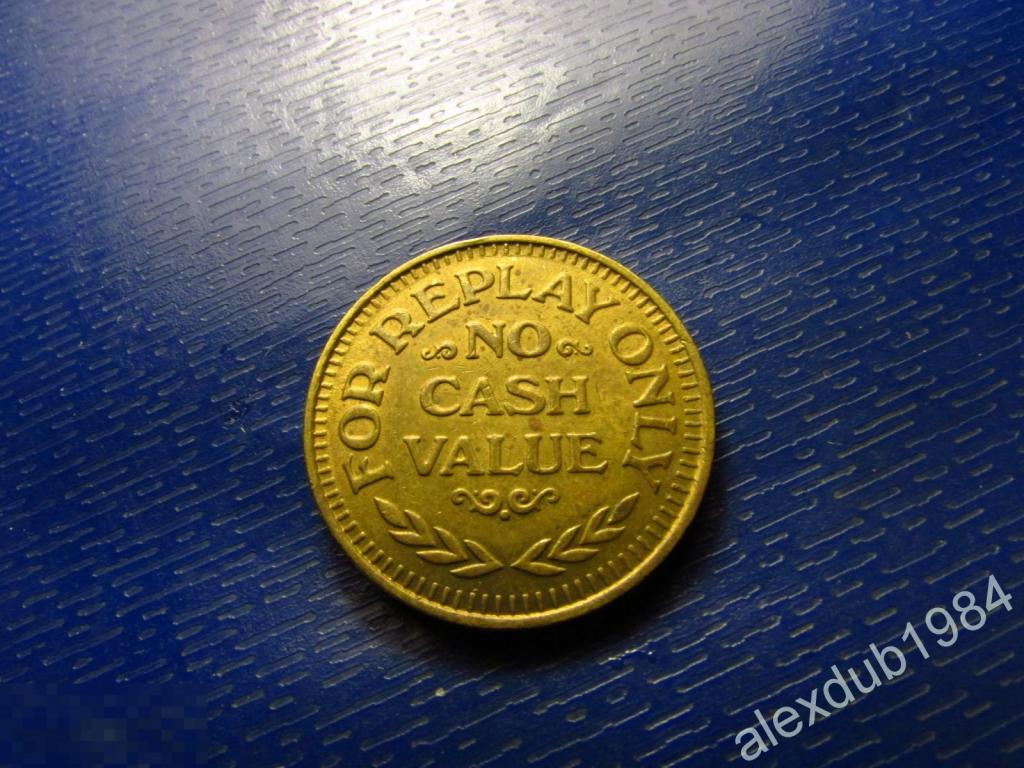 FOR REPLAY ONLY
NO
CASH
VALUE
alexdub1984